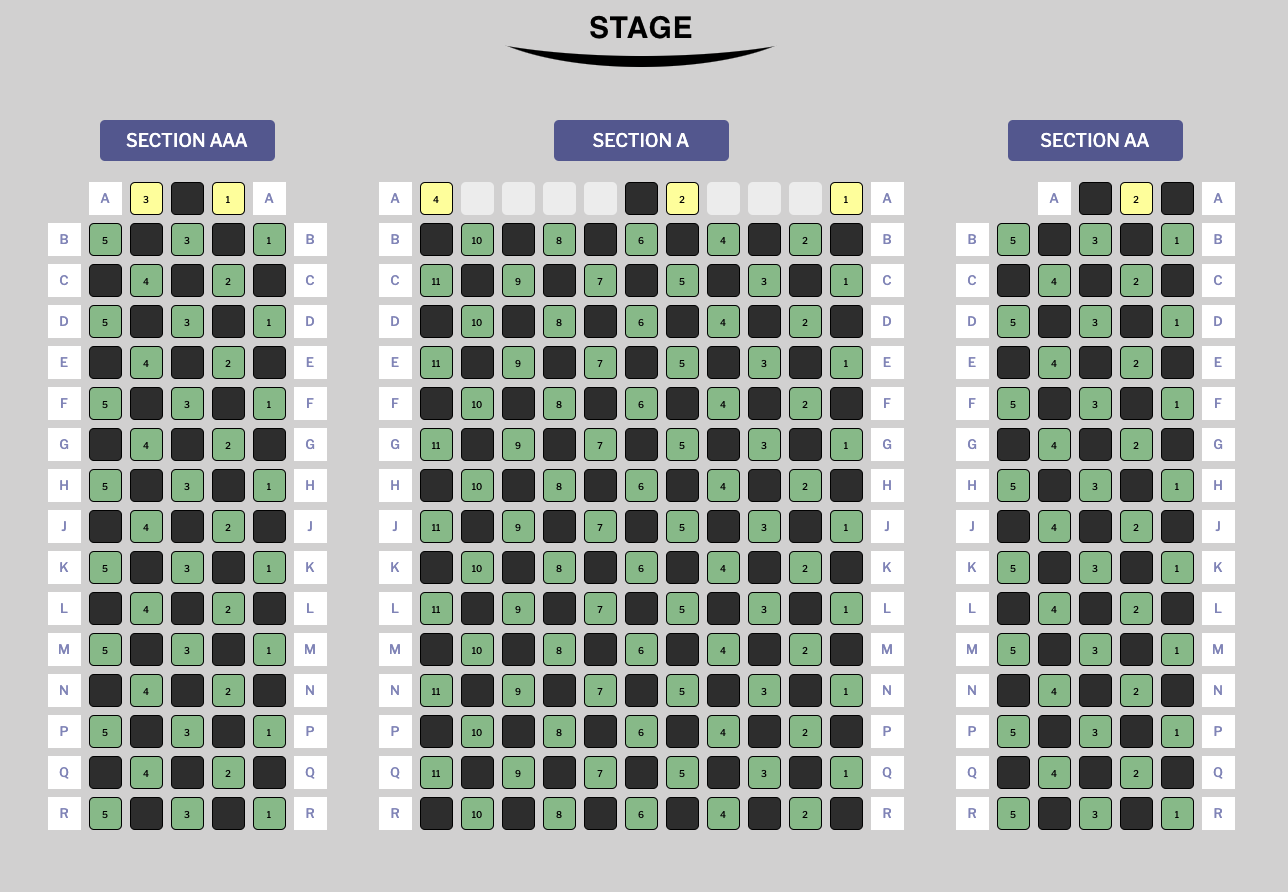 STAGE
SECTION AAA SECTION A SECTION AA
A 3 1 A A 4 2 1 A A 2 A
B 5 3 1 B B 10 8 6 4 2 B B 5 3 1 B
C 4 2 C C 11 9 7 5 3 1 C C 4 2 C
D 5 3 1 D D 10 8 6 4 2 D D 5 3 1 D
E 4 2 E E 11 9 7 5 3 1 E E 4 2 E
F 5 3 1 F F 10 8 6 4 2 F F 5 3 1 F
G 4 2 G G 11 9 7 5 3 1 G G 4 2 G
H 5 3 1 H H 10 8 6 4 2 H H 5 3 1 H
J 4 2 J J 11 9 7 5 3 1 J J 4 2 J
K 5 3 1 K K 10 8 6 4 2 K K 5 3 1 K
L 4 2 L L 11 9 7 5 3 1 L L 4 2 L
M 5 3 1 M M 10 8 6 4 2 M M 5 3 1 M
N 4 2 N N 11 9 7 5 3 1 N N 4 2 N
P 5 3 1 P P 10 8 6 4 2 P P 5 3 1 P
Q 4 2 Q Q 11 9 7 5 3 1 Q Q 4 2 Q
R 5 3 1 R R 10 8 6 4 2 R R 5 3 1 R